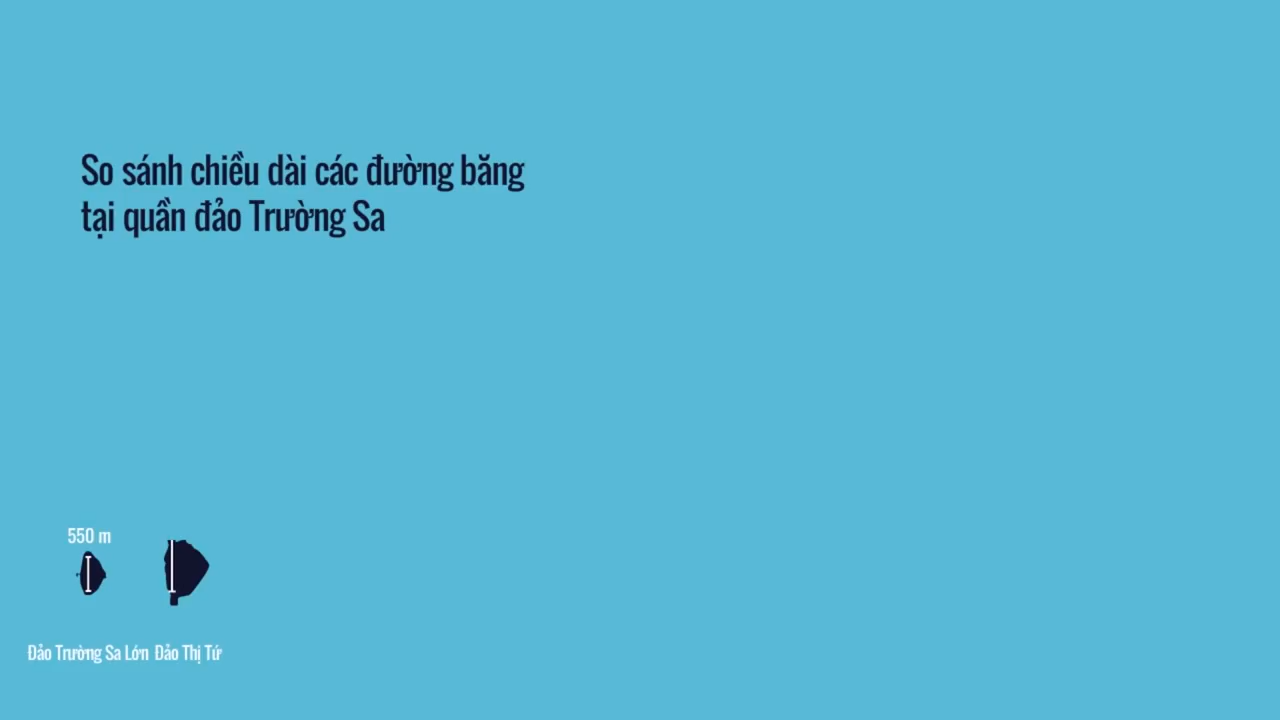 So sánh chiều dài các đường băng
tại quần đảo Trường Sa
550 m
Đảo Trường Sa Lớn
Đảo Thị Tứ